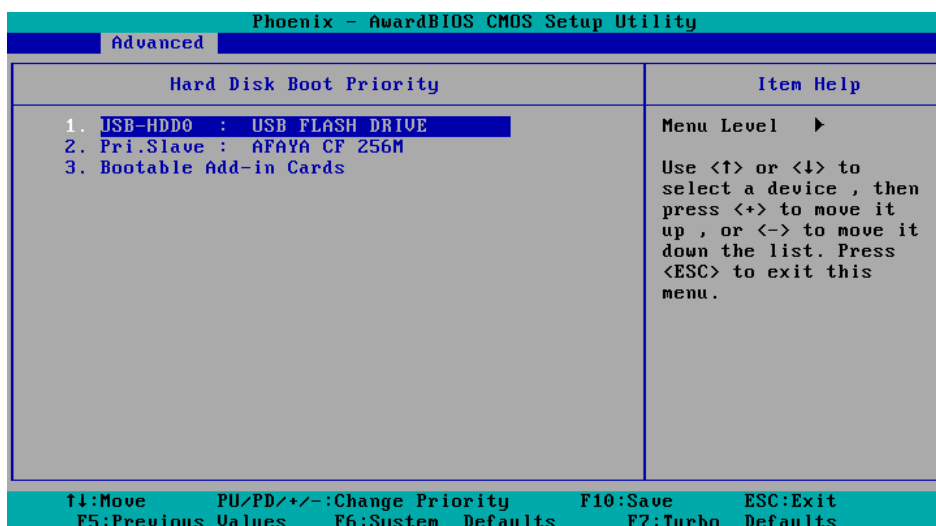 Phoenix - AwardBIOS CMOS Setup Utility
Advanced
Hard Disk Boot Priority
Item Help
1. USB-HDD0 : USB FLASH DRIVE
2. Pri.Slave : AFAYA CF 256M
3. Bootable Add-in Cards
Menu Level ▶
Use <↑> or <↓> to
select a device , then
press <+> to move it
up , or <-> to move it
down the list. Press
<ESC> to exit this
menu.
↑↓:Move PU/PD/+/-:Change Priority F10:Save ESC:Exit
F5:Previous Values F6:System Defaults F7:Turbo Defaults